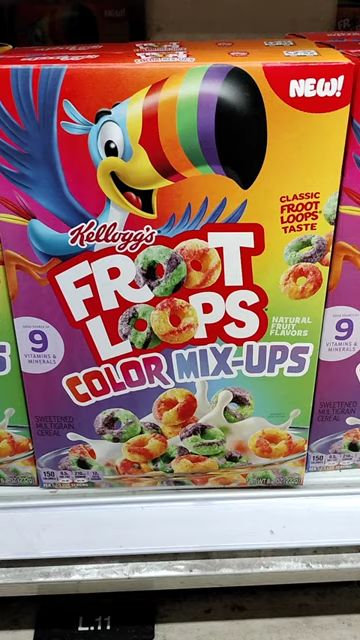 NEW!
CLASSIC
FROOT
LOOPS
TASTE
Kellogg's
FROOT
LOOPS
COLOR MIX-UPS
NATURAL
FRUIT
FLAVORS
9
VITAMINS &
MINERALS
9
VITAMINS &
MINERALS
SWEETENED
MULTIGRAIN
CEREAL
SWEETENED
MULTIGRAIN
CEREAL
150
150
L.11